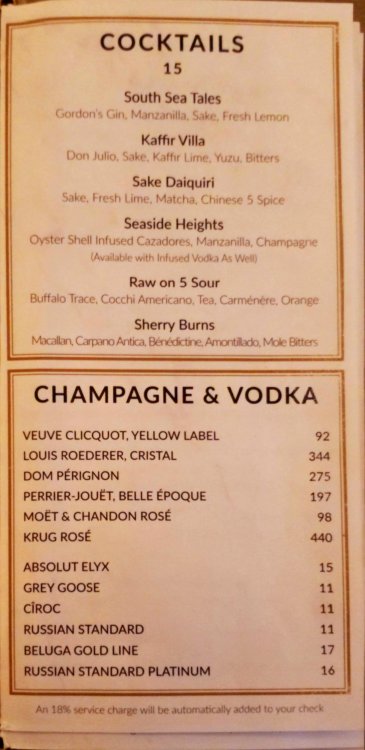 COCKTAILS
15
South Sea Tales
Gordon's Gin, Manzanilla, Sake, Fresh Lemon
Kaffir Villa
Don Julio, Sake, Kaffir Lime, Yuzu, Bitters
Sake Daiquiri
Sake, Fresh Lime, Matcha, Chinese 5 Spice
Seaside Heights
Oyster Shell Infused Cazadores, Manzanilla, Champagne
(Available with Infused Vodka As Well)
Raw on 5 Sour
Buffalo Trace, Cocchi Americano, Tea, Carménére, Orange
Sherry Burns
Macallan, Carpano Antica, Bénédictine, Amontillado, Mole Bitters
CHAMPAGNE & VODKA
VEUVE CLICQUOT, YELLOW LABEL 92
LOUIS ROEDERER, CRISTAL 344
DOM PÉRIGNON 275
PERRIER-JOUËT, BELLE ÉPOQUE 197
MOËT & CHANDON ROSÉ 98
KRUG ROSÉ 440
ABSOLUT ELYX 15
GREY GOOSE 11
CÎROC 11
RUSSIAN STANDARD 11
BELUGA GOLD LINE 17
RUSSIAN STANDARD PLATINUM 16
An 18% service charge will be automatically added to your check